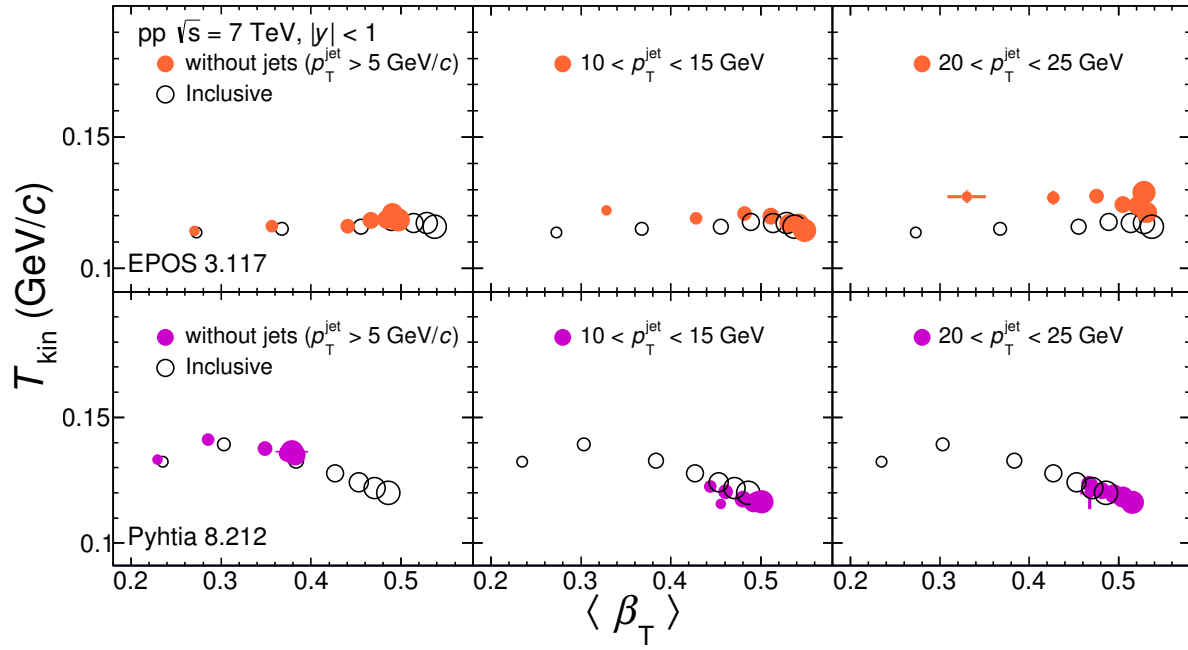 pp √s = 7 TeV, |y| < 1
without jets (p_T^jet > 5 GeV/c)
Inclusive
10 < p_T^jet < 15 GeV
20 < p_T^jet < 25 GeV
0.15
0.1
EPOS 3.117
T_kin (GeV/c)
without jets (p_T^jet > 5 GeV/c)
Inclusive
10 < p_T^jet < 15 GeV
20 < p_T^jet < 25 GeV
0.15
0.1
Pyhtia 8.212
0.2 0.3 0.4 0.5 0.2 0.3 0.4 0.5 0.2 0.3 0.4 0.5
⟨ β_T ⟩